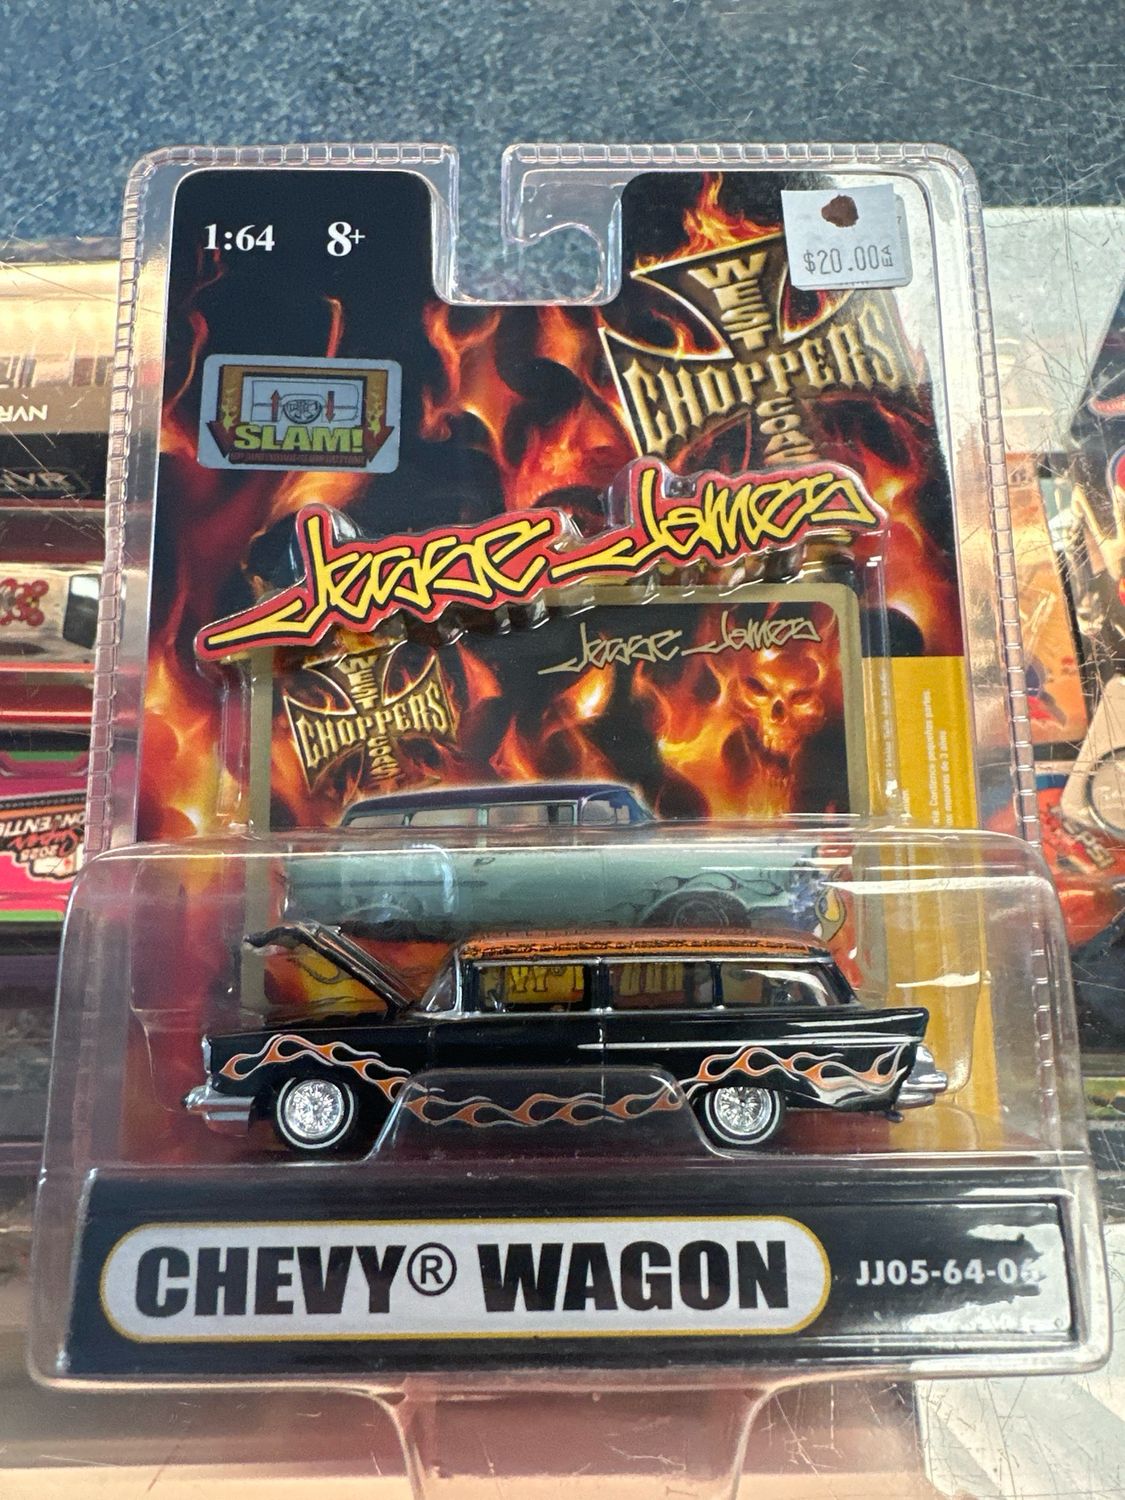 1:64 8+
$20.00
WEST
CHOPPERS
COAST
SLAM!
Jesse James
Jesse James
WEST
CHOPPERS
COAST
NVR
CHEVY® WAGON
JJ05-64-06